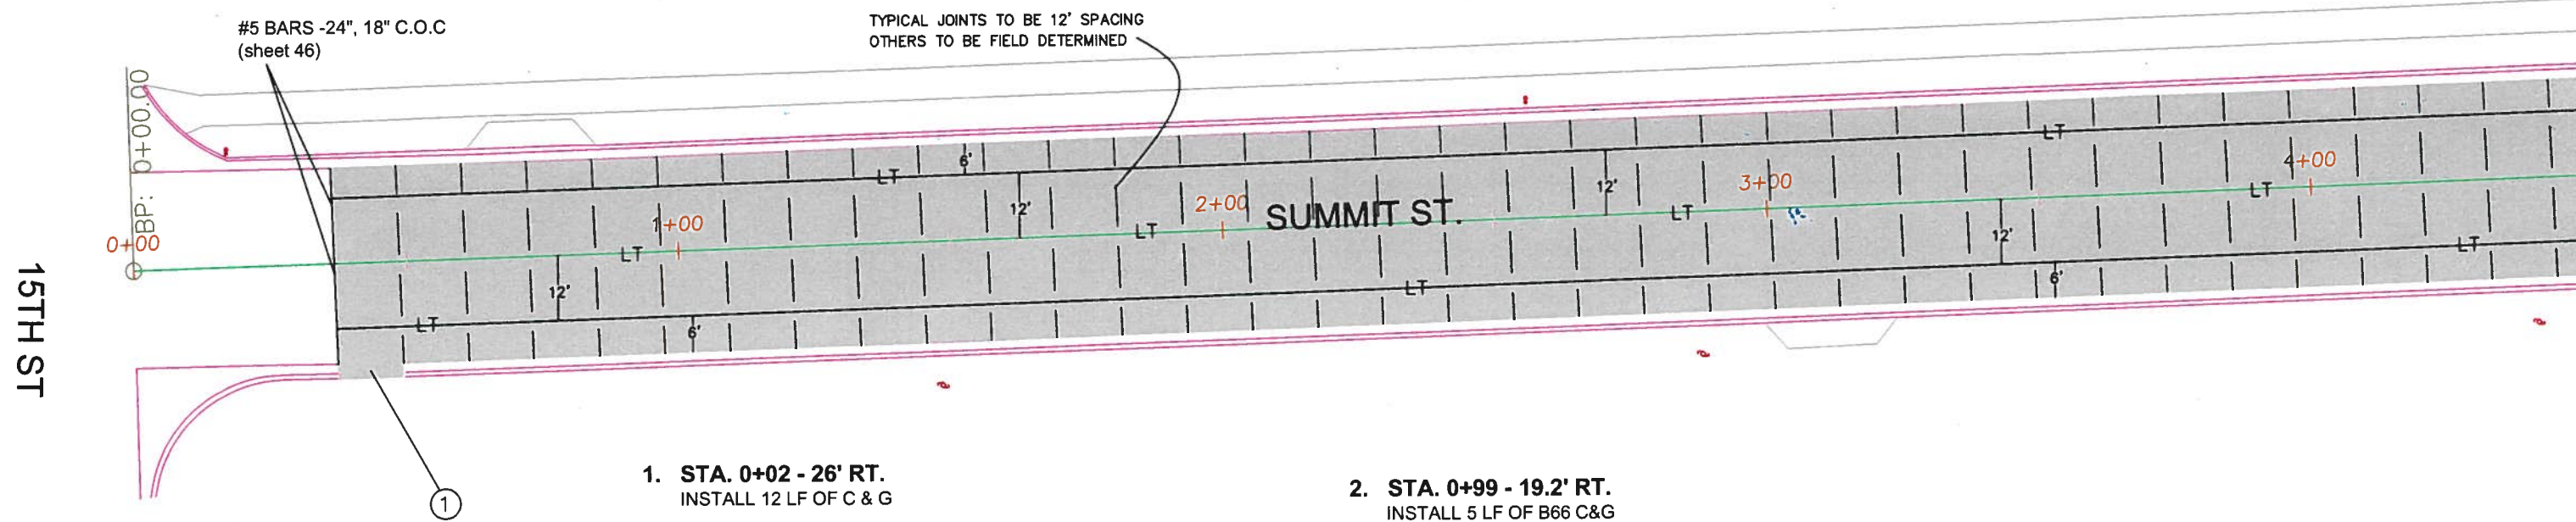 #5 BARS -24", 18" C.O.C
(sheet 46)
TYPICAL JOINTS TO BE 12' SPACING
OTHERS TO BE FIELD DETERMINED
BP: 0+00.00
0+00
15TH ST
1+00
2+00
SUMMIT ST.
3+00
4+00
LT
LT
LT
LT
LT
LT
LT
LT
LT
6'
12'
12'
12'
12'
6'
6'
1
1. STA. 0+02 - 26' RT.
INSTALL 12 LF OF C & G
2. STA. 0+99 - 19.2' RT.
INSTALL 5 LF OF B66 C&G